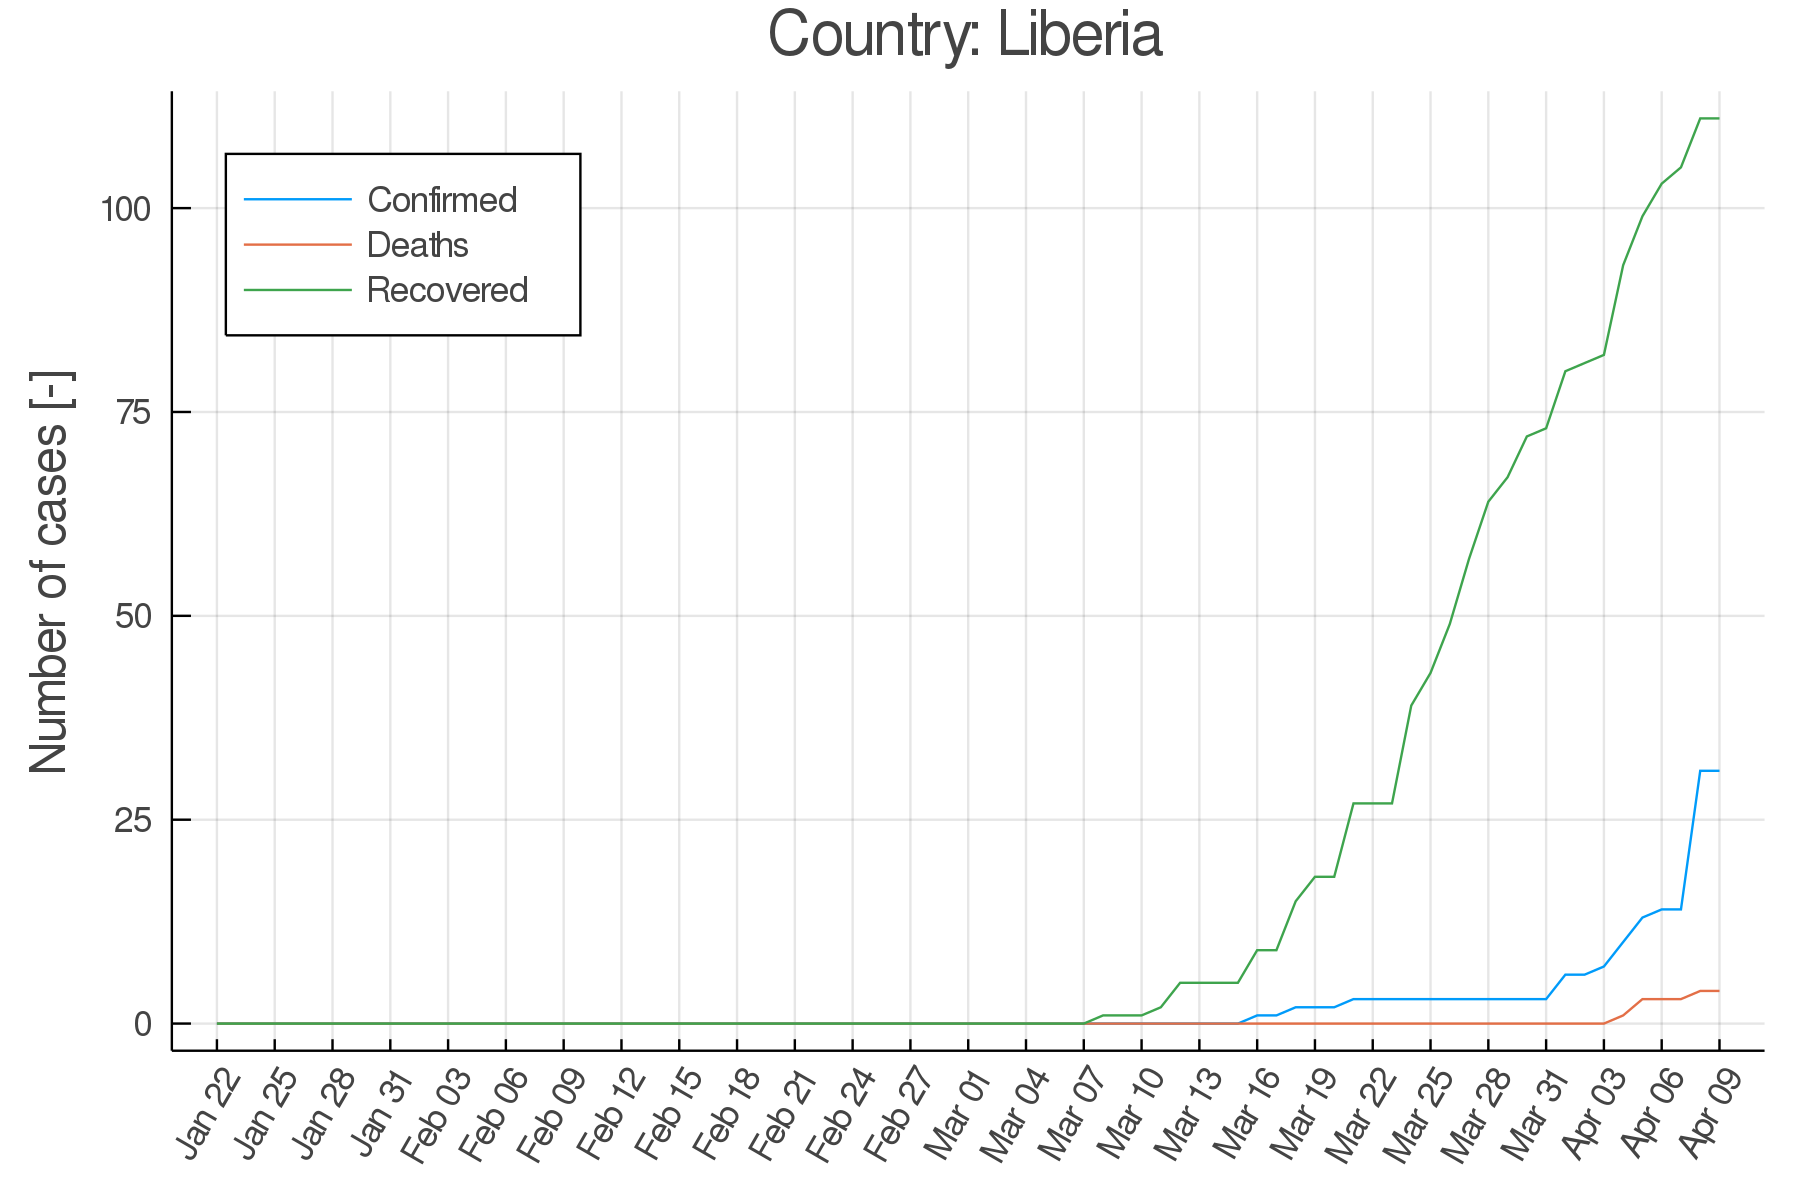 Country: Liberia
Confirmed
Deaths
Recovered
Number of cases [-]
100
75
50
25
0
Jan 22
Jan 25
Jan 28
Jan 31
Feb 03
Feb 06
Feb 09
Feb 12
Feb 15
Feb 18
Feb 21
Feb 24
Feb 27
Mar 01
Mar 04
Mar 07
Mar 10
Mar 13
Mar 16
Mar 19
Mar 22
Mar 25
Mar 28
Mar 31
Apr 03
Apr 06
Apr 09